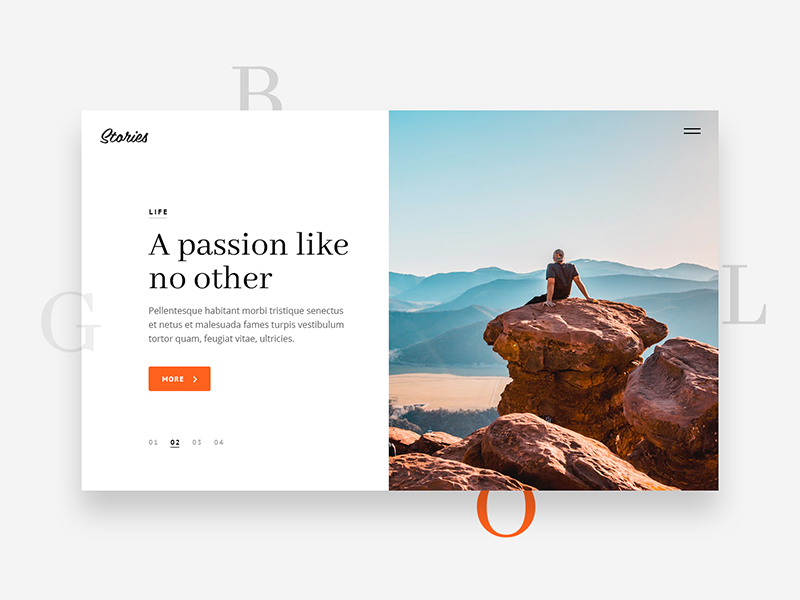 B
Stories
LIFE
A passion like
no other
Pellentesque habitant morbi tristique senectus
et netus et malesuada fames turpis vestibulum
tortor quam, feugiat vitae, ultricies.
MORE
01 02 03 04
G
L
O